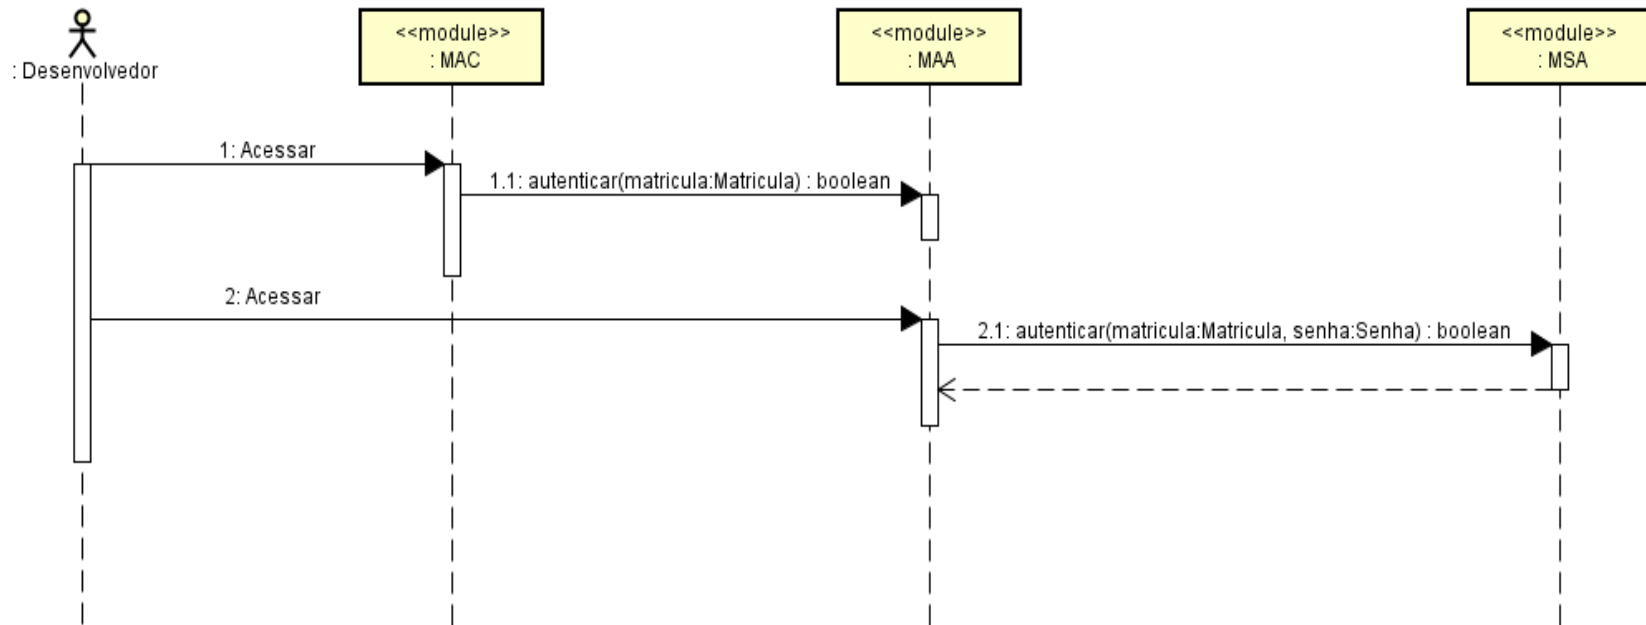 : Desenvolvedor
<<module>>
: MAC
<<module>>
: MAA
<<module>>
: MSA
1: Acessar
1.1: autenticar(matricula:Matricula) : boolean
2: Acessar
2.1: autenticar(matricula:Matricula, senha:Senha) : boolean